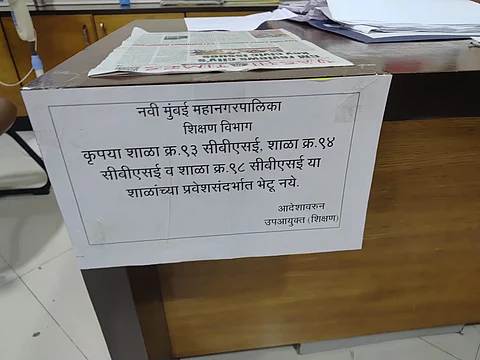 नवी मुंबई महानगरपालिका
शिक्षण विभाग
कृपया शाळा क्र.९३ सीबीएसई, शाळा क्र.९४
सीबीएसई व शाळा क्र.९८ सीबीएसई या
शाळांच्या प्रवेशसंदर्भात भेटू नये.
आदेशावरुन
उपआयुक्त (शिक्षण)